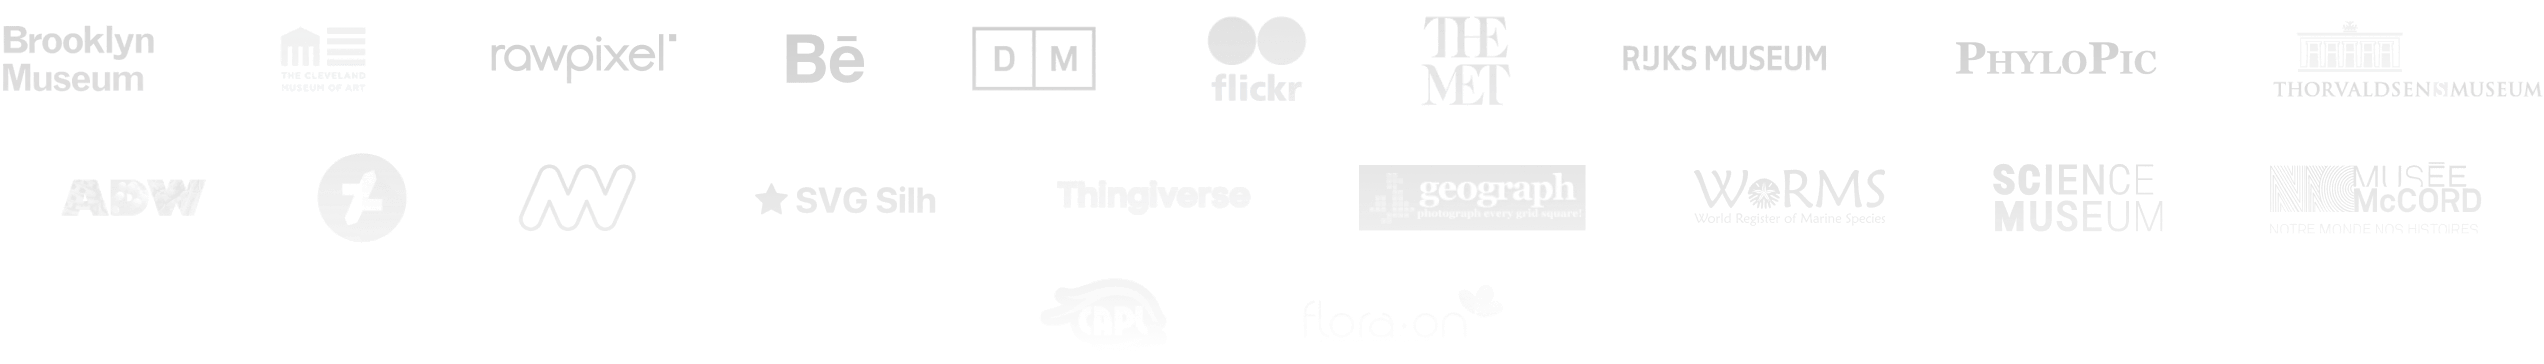 Brooklyn
Museum
THE CLEVELAND
MUSEUM OF ART
rawpixel
Bē
D M
flickr
THE
MET
RIJKS MUSEUM
PHYLOPIC
THORVALDSENS MUSEUM
ADW
SVG Silh
Thingiverse
geograph
photograph every grid square!
WoRMS
World Register of Marine Species
SCIENCE
MUSEUM
MUSÉE
McCORD
NOTRE MONDE NOS HISTOIRES
CAPL
flora-on